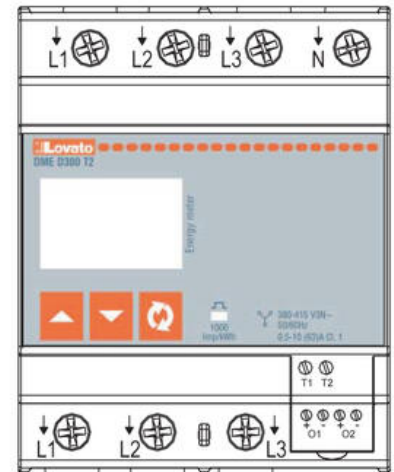 L1 L2 L3 N
Lovato
DME D300 T2
Energy meter
1000
imp/kWh
380-415 V3N~
50/60Hz
0.5-10 (63)A Cl. 1
T1 T2
+ - + -
O1 O2
L1 L2 L3